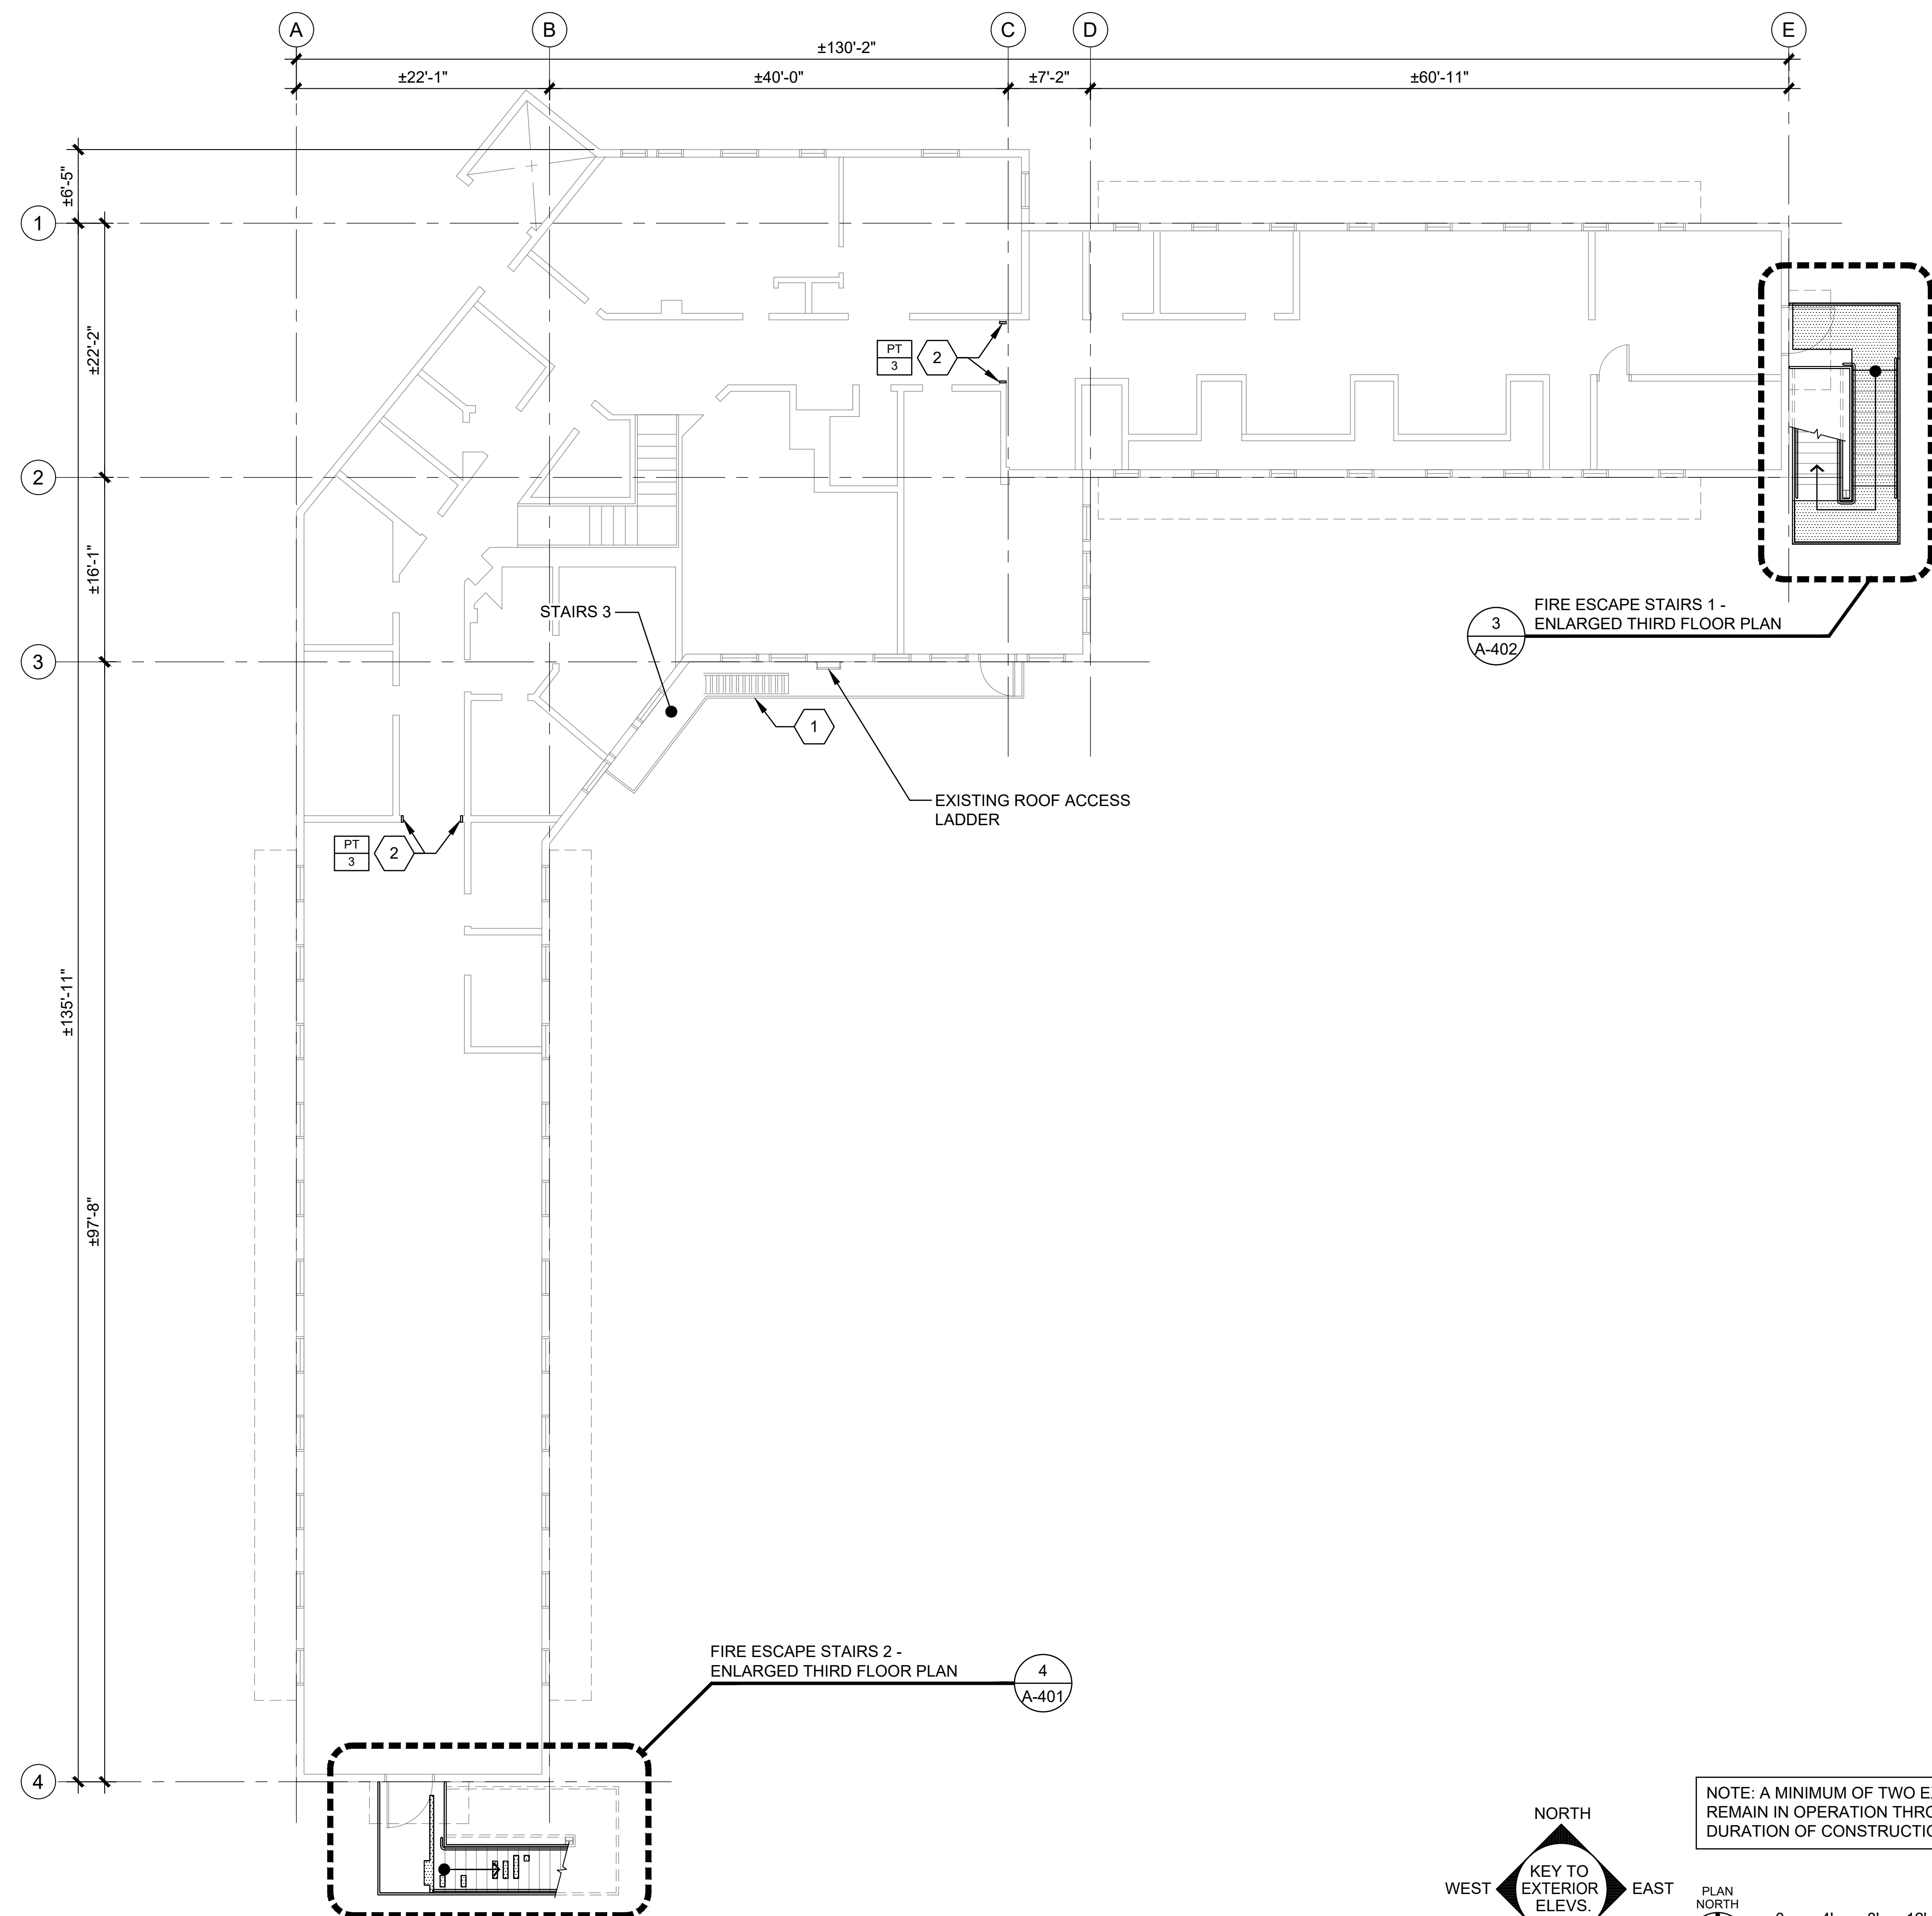 A
B
C
D
E
±130'-2"
±22'-1"
±40'-0"
±7'-2"
±60'-11"
±6'-5"
1
±22'-2"
PT
3
2
2
±16'-1"
STAIRS 3
FIRE ESCAPE STAIRS 1 -
ENLARGED THIRD FLOOR PLAN
3
A-402
3
1
EXISTING ROOF ACCESS
LADDER
PT
3
2
±135'-11"
±97'-8"
FIRE ESCAPE STAIRS 2 -
ENLARGED THIRD FLOOR PLAN
4
A-401
4
NOTE: A MINIMUM OF TWO
REMAIN IN OPERATION
DURATION OF
NORTH
WEST
KEY TO
EXTERIOR
ELEVS.
EAST
PLAN
NORTH